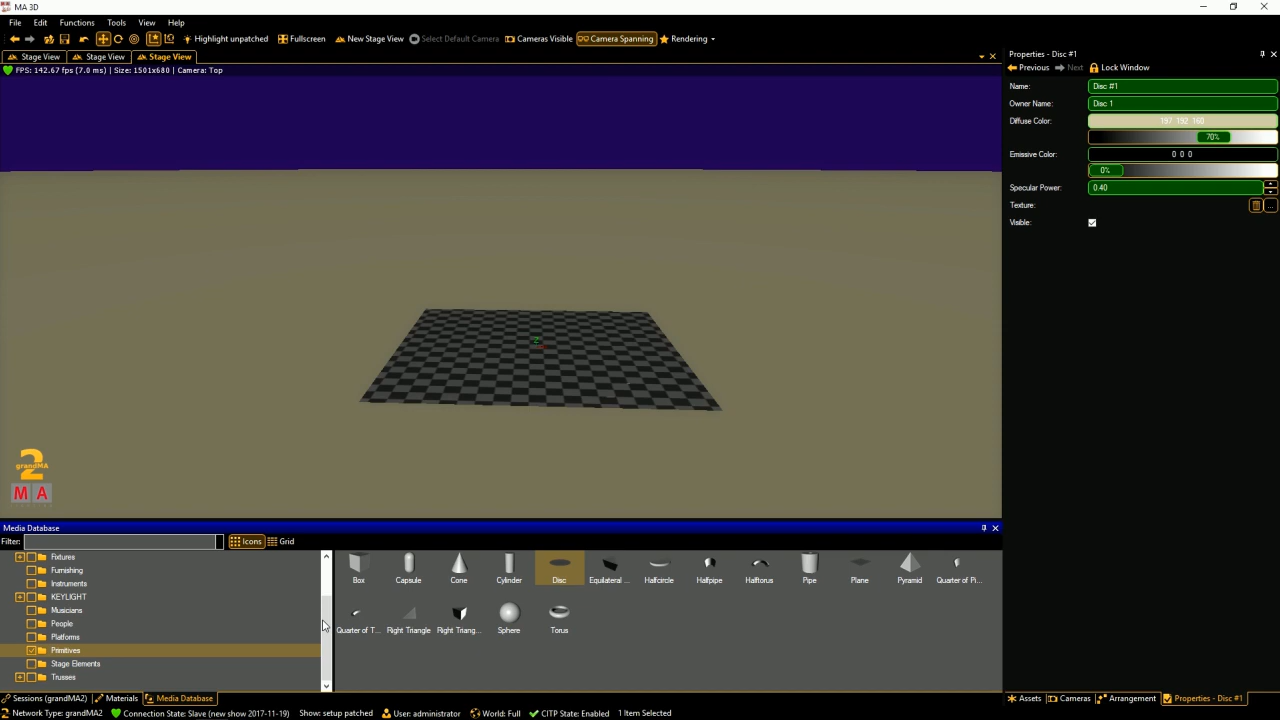 MA 3D
File Edit Functions Tools View Help
Highlight unpatched Fullscreen New Stage View Select Default Camera Cameras Visible Camera Spanning Rendering
Stage View Stage View Stage View
FPS: 142.67 fps (7.0 ms) | Size: 1501x680 | Camera: Top
Properties - Disc #1
Previous Next Lock Window
Name: Disc #1
Owner Name: Disc 1
Diffuse Color: 197 192 160
70%
Emissive Color: 0 0 0
0%
Specular Power: 0.40
Texture: ...
Visible:
Z
2
grandMA
M A
Media Database
Filter: Icons Grid
Fixtures
Furnishing
Instruments
KEYLIGHT
Musicians
People
Platforms
Primitives
Stage Elements
Trusses
Box Capsule Cone Cylinder Disc Equilateral ... Halfcircle Halfpipe Halftorus Pipe Plane Pyramid Quarter of Pi...
Quarter of T... Right Triangle Right Triang... Sphere Torus
Sessions (grandMA2) Materials Media Database
Assets Cameras Arrangement Properties - Disc #1
2 Network Type: grandMA2 Connection State: Slave (new show 2017-11-19) Show: setup patched User: administrator World: Full CITP State: Enabled 1 Item Selected